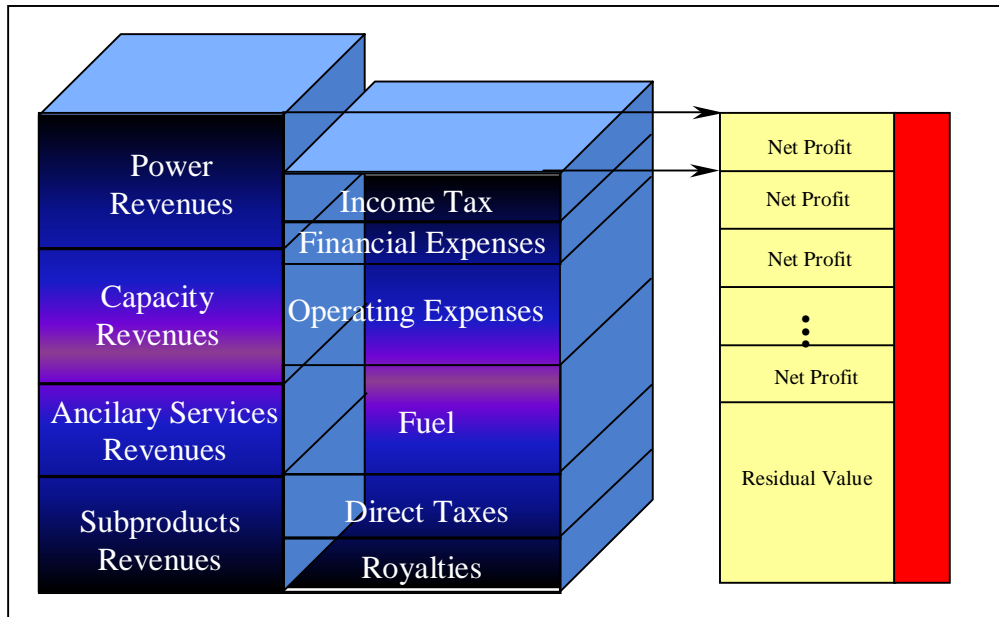 Power
Revenues
Capacity
Revenues
Ancilary Services
Revenues
Subproducts
Revenues
Income Tax
Financial Expenses
Operating Expenses
Fuel
Direct Taxes
Royalties
Net Profit
Net Profit
Net Profit
Net Profit
Residual Value